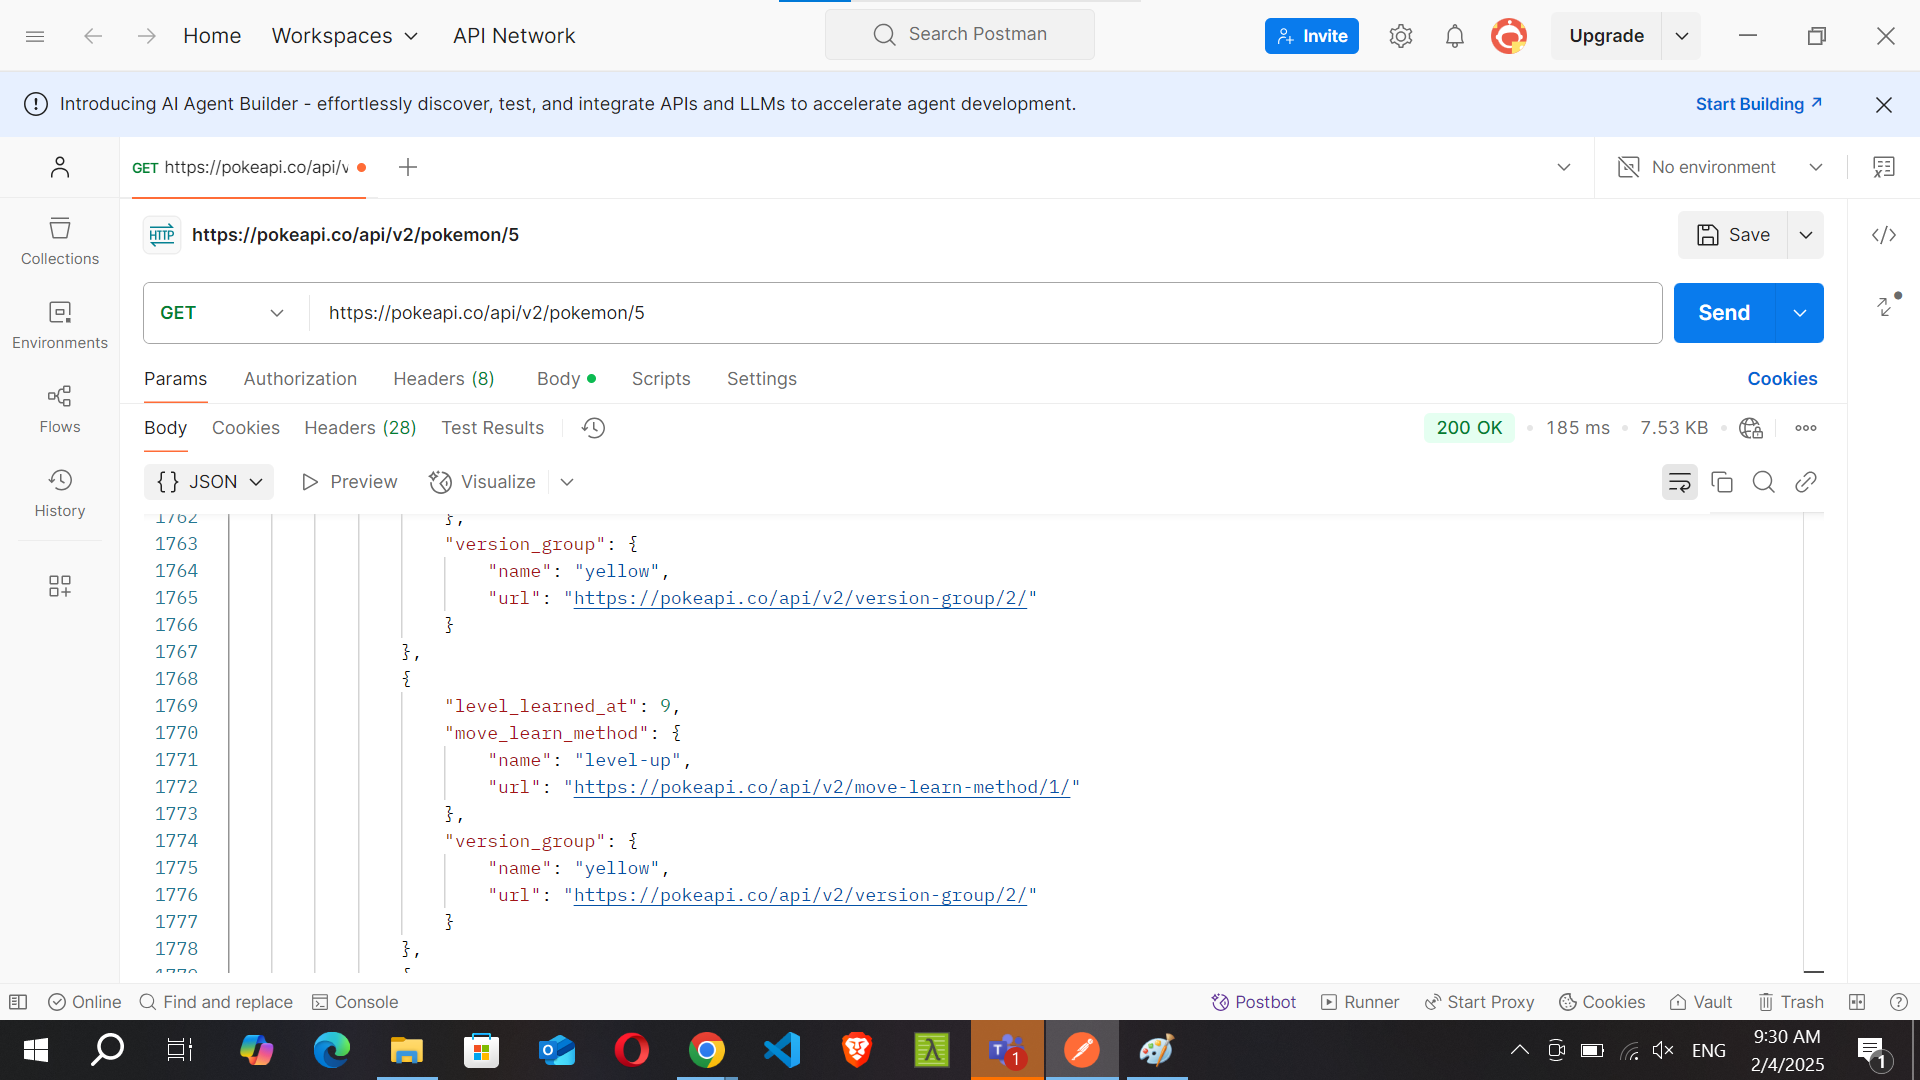 Home Workspaces API Network Search Postman Invite Upgrade
Introducing AI Agent Builder - effortlessly discover, test, and integrate APIs and LLMs to accelerate agent development. Start Building
GET https://pokeapi.co/api/v No environment
HTTP https://pokeapi.co/api/v2/pokemon/5 Save
Collections
GET https://pokeapi.co/api/v2/pokemon/5 Send
Environments
Params Authorization Headers (8) Body Scripts Settings Cookies
Flows
Body Cookies Headers (28) Test Results 200 OK 185 ms 7.53 KB
{} JSON Preview Visualize
History
1762 },
1763 "version_group": {
1764 "name": "yellow",
1765 "url": "https://pokeapi.co/api/v2/version-group/2/"
1766 }
1767 },
1768 {
1769 "level_learned_at": 9,
1770 "move_learn_method": {
1771 "name": "level-up",
1772 "url": "https://pokeapi.co/api/v2/move-learn-method/1/"
1773 },
1774 "version_group": {
1775 "name": "yellow",
1776 "url": "https://pokeapi.co/api/v2/version-group/2/"
1777 }
1778 },
1779 {
Online Find and replace Console Postbot Runner Start Proxy Cookies Vault Trash
1 ENG 9:30 AM 1
2/4/2025